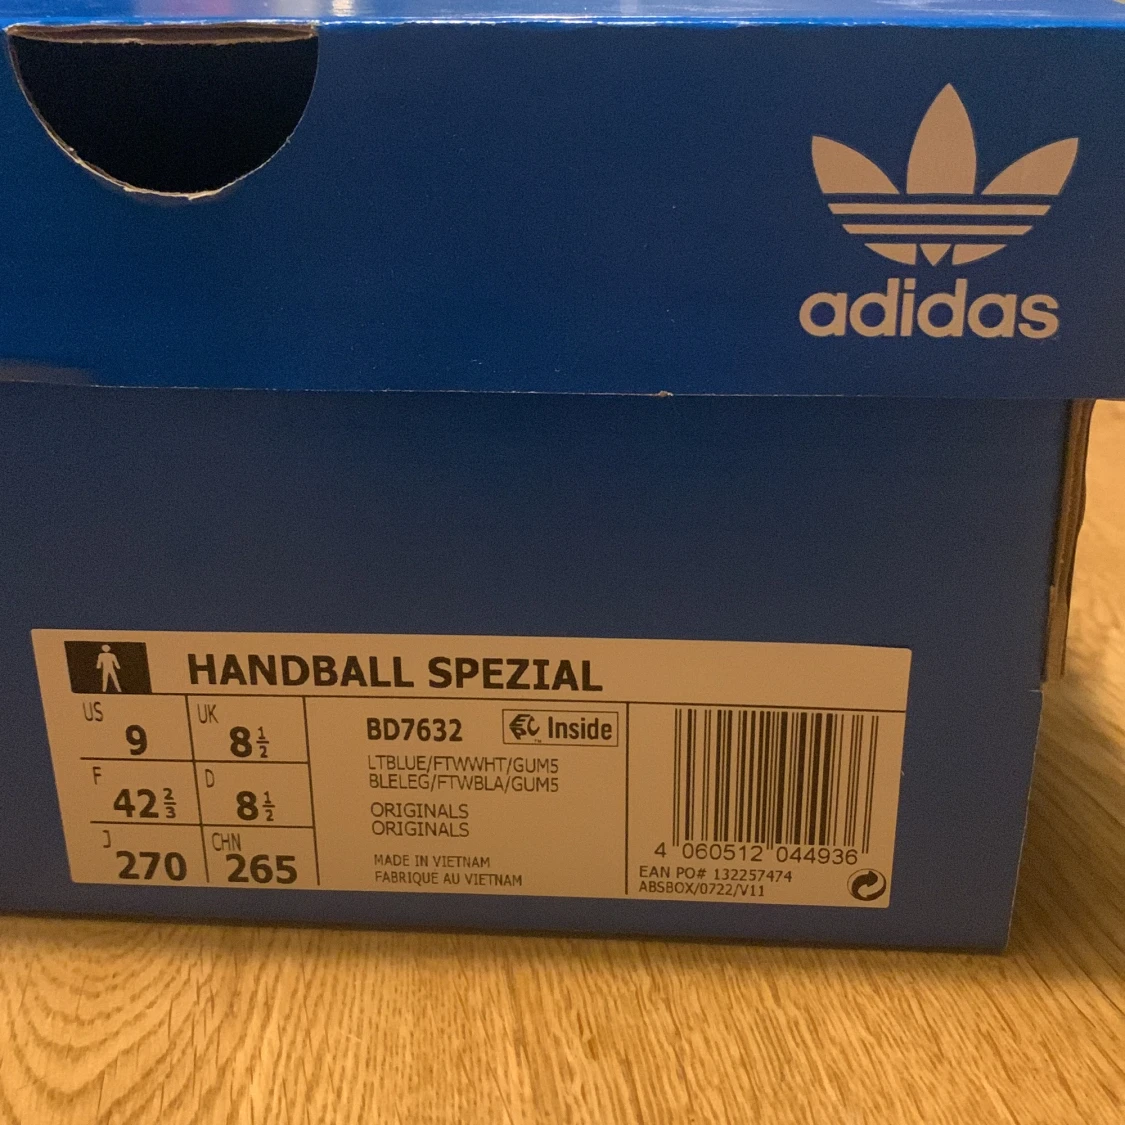 adidas
HANDBALL SPEZIAL
US
9
UK
8½
F
42⅔
D
8½
J
270
CHN
265
BD7632
Inside
LTBLUE/FTWWHT/GUM5
BLELEG/FTWBLA/GUM5
ORIGINALS
ORIGINALS
MADE IN VIETNAM
FABRIQUE AU VIETNAM
4 060512 044936
EAN PO# 132257474
ABSBOX/0722/V11